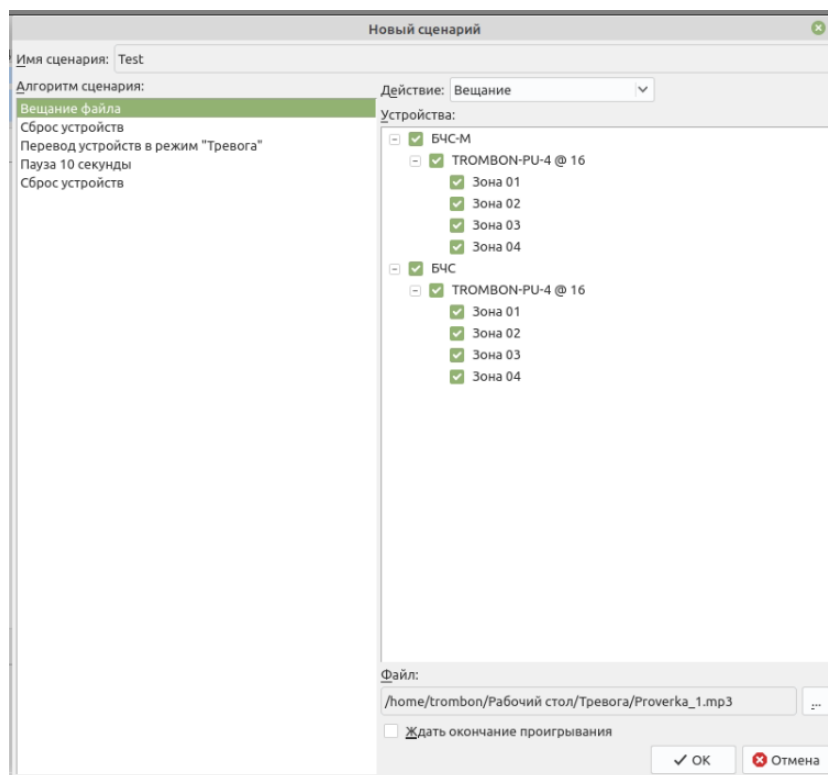 Новый сценарий
Имя сценария: Test
Алгоритм сценария:
Вещание файла
Сброс устройств
Перевод устройств в режим "Тревога"
Пауза 10 секунды
Сброс устройств
Действие: Вещание
Устройства:
БЧС-М
TROMBON-PU-4 @ 16
Зона 01
Зона 02
Зона 03
Зона 04
БЧС
TROMBON-PU-4 @ 16
Зона 01
Зона 02
Зона 03
Зона 04
Файл:
/home/trombon/Рабочий стол/Тревога/Proverka_1.mp3 ...
Ждать окончание проигрывания
OK Отмена